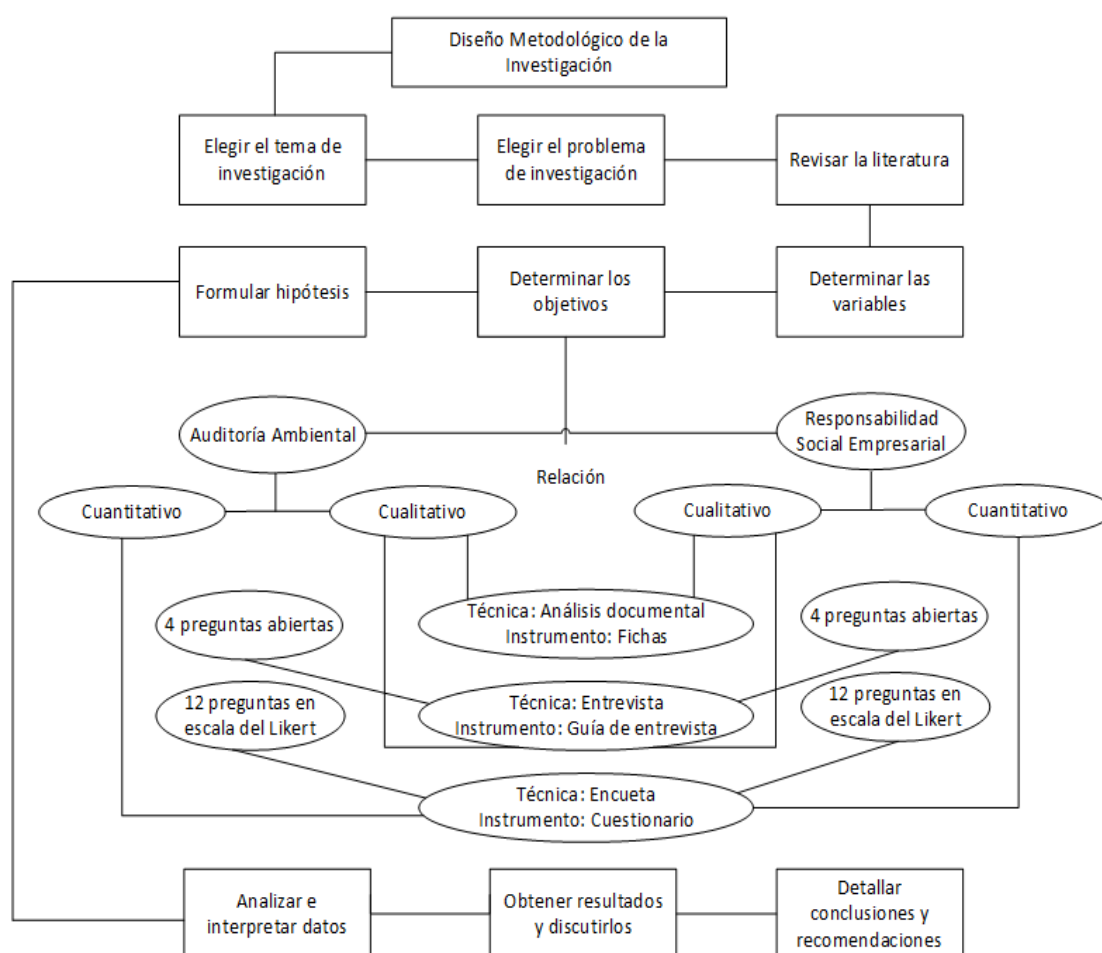 Diseño Metodológico de la
Investigación
Elegir el tema de
investigación
Elegir el problema
de investigación
Revisar la literatura
Formular hipótesis
Determinar los
objetivos
Determinar las
variables
Auditoría Ambiental
Responsabilidad
Social Empresarial
Relación
Cuantitativo
Cualitativo
Cualitativo
Cuantitativo
4 preguntas abiertas
Técnica: Análisis documental
Instrumento: Fichas
4 preguntas abiertas
12 preguntas en
escala del Likert
Técnica: Entrevista
Instrumento: Guía de entrevista
12 preguntas en
escala del Likert
Técnica: Encueta
Instrumento: Cuestionario
Analizar e
interpretar datos
Obtener resultados
y discutirlos
Detallar
conclusiones y
recomendaciones